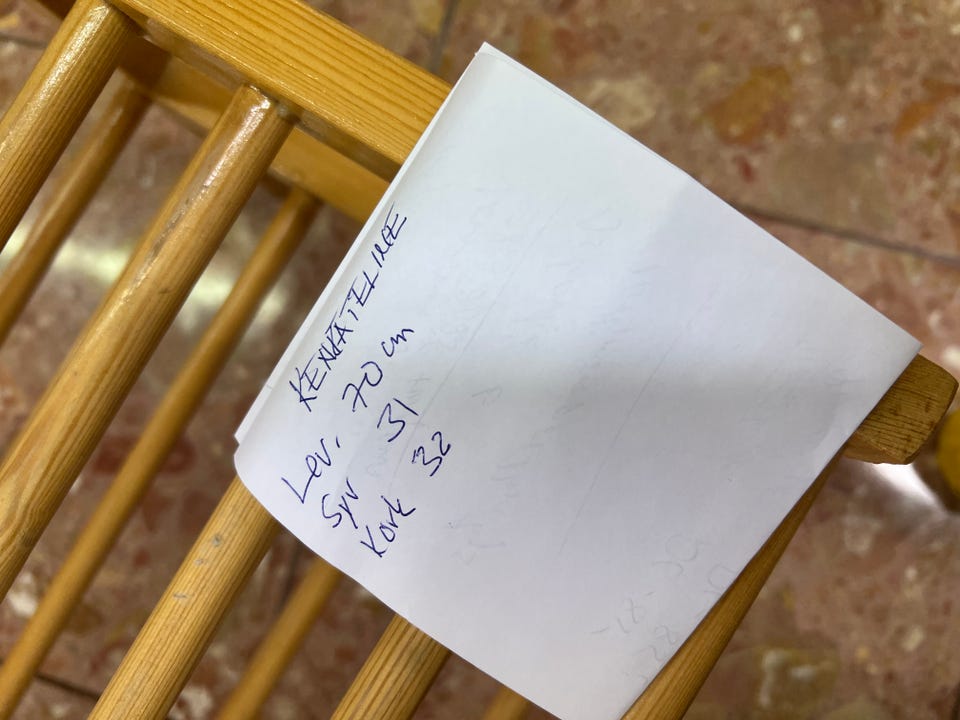 KENKÄTELINE
Lev. 70 cm
Syv 31
Kork 32